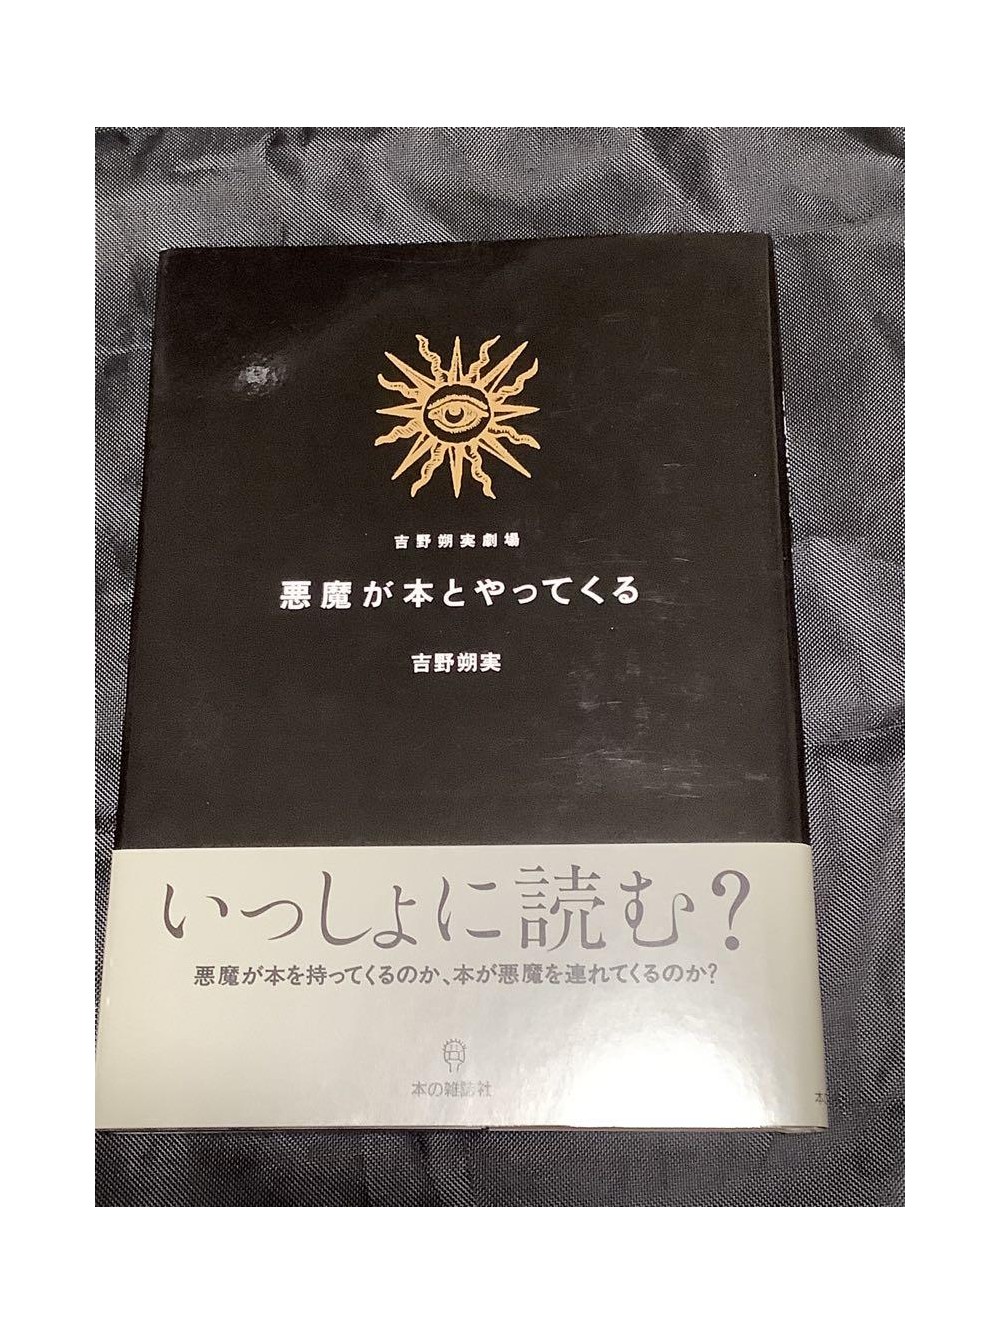 吉野朔実劇場
悪魔が本とやってくる
吉野朔実
いっしょに読む?
悪魔が本を持ってくるのか、本が悪魔を連れてくるのか?
本の雑誌社
本